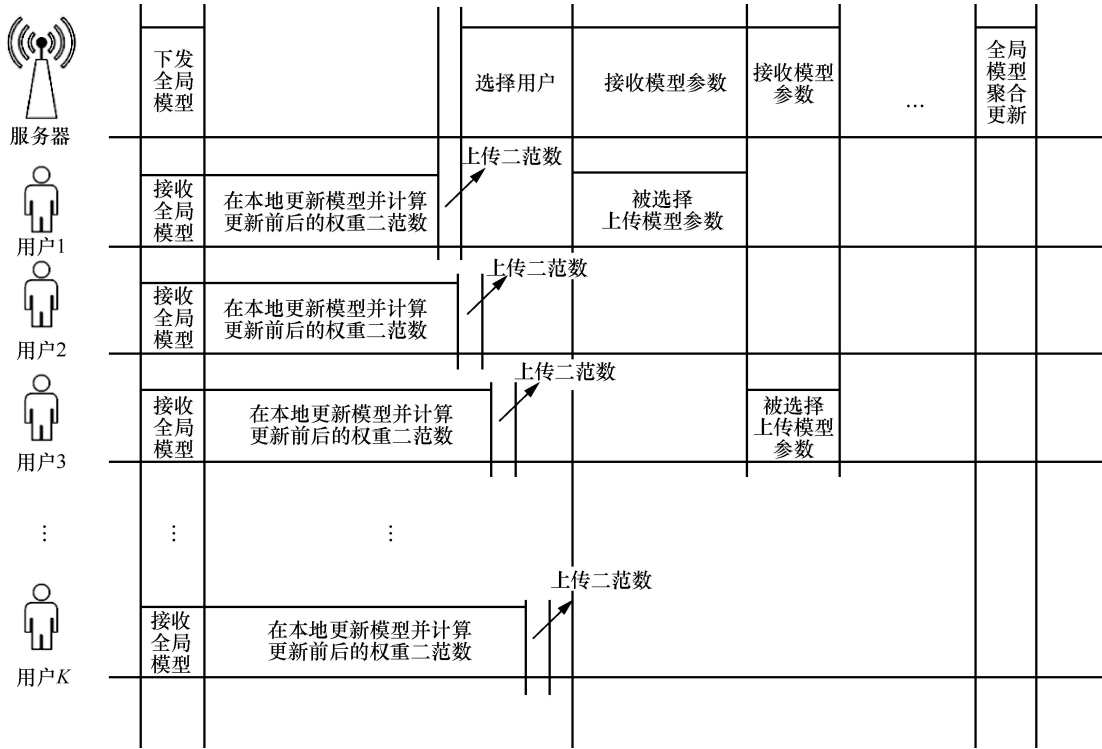 下发
全局
模型
选择用户
接收模型参数
接收模型
参数
…
全局
模型
聚合
更新
服务器
上传二范数
接收
全局
模型
在本地更新模型并计算
更新前后的权重二范数
被选择
上传模型参数
用户1
上传二范数
接收
全局
模型
在本地更新模型并计算
更新前后的权重二范数
用户2
上传二范数
接收
全局
模型
在本地更新模型并计算
更新前后的权重二范数
被选择
上传模型
参数
用户3
⋮
⋮
⋮
上传二范数
接收
全局
模型
在本地更新模型并计算
更新前后的权重二范数
用户K